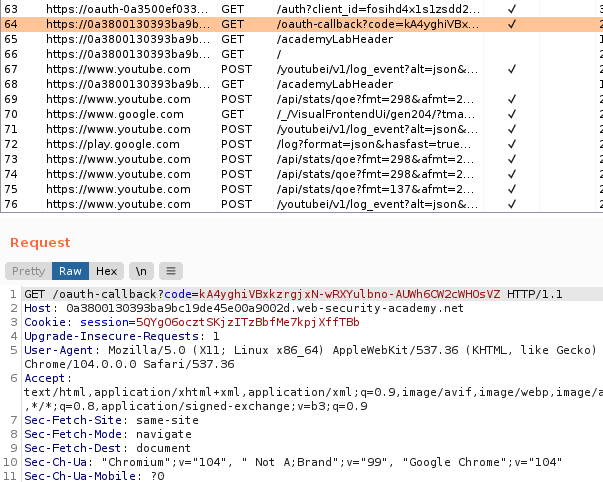 63 https://oauth-0a3500ef033... GET /auth?client_id=fosihd4x1s1zsdd2... ✓ 3
64 https://0a3800130393ba9b... GET /oauth-callback?code=kA4yghiVBx... ✓ 2
65 https://0a3800130393ba9b... GET /academyLabHeader 1
66 https://0a3800130393ba9b... GET / 2
67 https://www.youtube.com POST /youtubei/v1/log_event?alt=json&... ✓ 2
68 https://0a3800130393ba9b... GET /academyLabHeader 1
69 https://www.youtube.com POST /api/stats/qoe?fmt=298&afmt=2... ✓ 2
70 https://www.google.com GET /_/VisualFrontendUi/gen204/?tma... ✓ 2
71 https://www.youtube.com POST /youtubei/v1/log_event?alt=json&... ✓ 2
72 https://play.google.com POST /log?format=json&hasfast=true... ✓ 2
73 https://www.youtube.com POST /api/stats/qoe?fmt=298&afmt=2... ✓ 2
74 https://www.youtube.com POST /api/stats/qoe?fmt=298&afmt=2... ✓ 2
75 https://www.youtube.com POST /api/stats/qoe?fmt=137&afmt=2... ✓ 2
76 https://www.youtube.com POST /youtubei/v1/log_event?alt=json&... ✓ 2
Request
Pretty Raw Hex \n ≡
1 GET /oauth-callback?code=kA4yghiVBxkzrgjxN-wRXYulbno-AUWh6CW2cWHOsVZ HTTP/1.1
2 Host: 0a3800130393ba9bc19de45e00a9002d.web-security-academy.net
3 Cookie: session=5QYgO6ocztSKjzITzBbfMe7kpjXffTBb
4 Upgrade-Insecure-Requests: 1
5 User-Agent: Mozilla/5.0 (X11; Linux x86_64) AppleWebKit/537.36 (KHTML, like Gecko)
Chrome/104.0.0.0 Safari/537.36
6 Accept:
text/html,application/xhtml+xml,application/xml;q=0.9,image/avif,image/webp,image/a
,*/*;q=0.8,application/signed-exchange;v=b3;q=0.9
7 Sec-Fetch-Site: same-site
8 Sec-Fetch-Mode: navigate
9 Sec-Fetch-Dest: document
10 Sec-Ch-Ua: "Chromium";v="104", " Not A;Brand";v="99", "Google Chrome";v="104"
11 Sec-Ch-Ua-Mobile: ?0